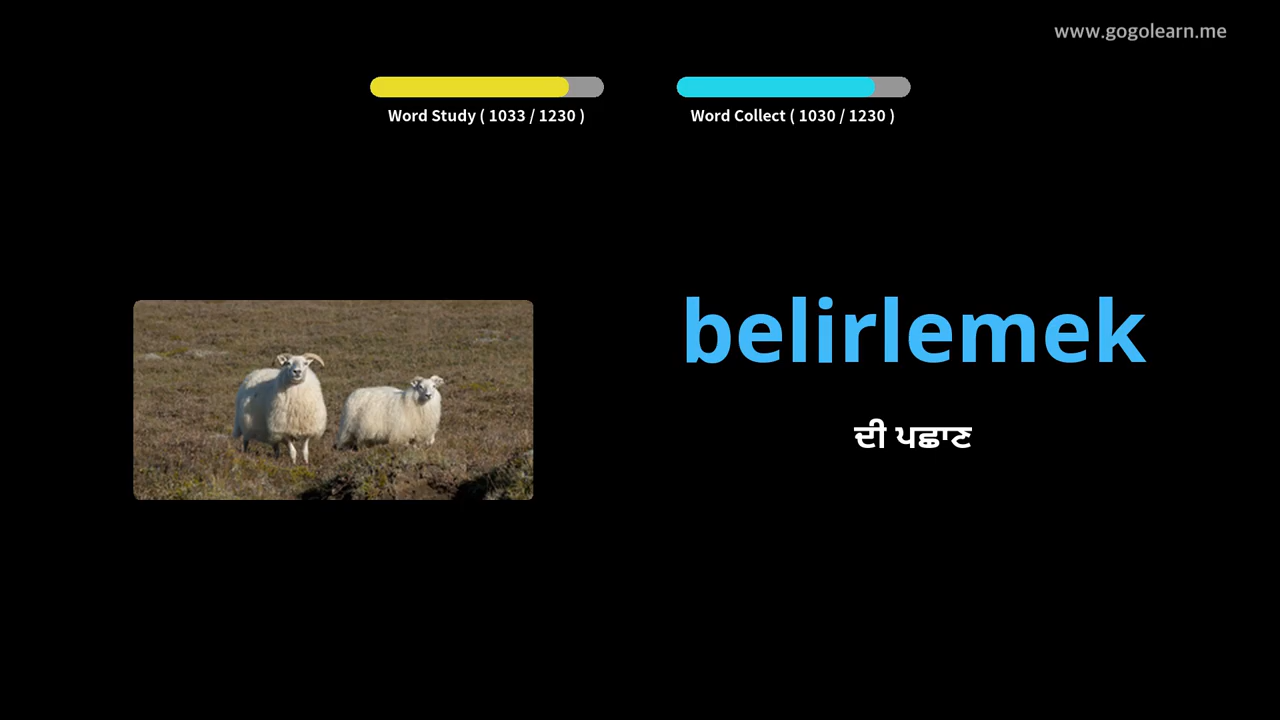 www.gogolearn.me
Word Study ( 1033 / 1230 )
Word Collect ( 1030 / 1230 )
belirlemek
ਦੀ ਪਛਾਣ